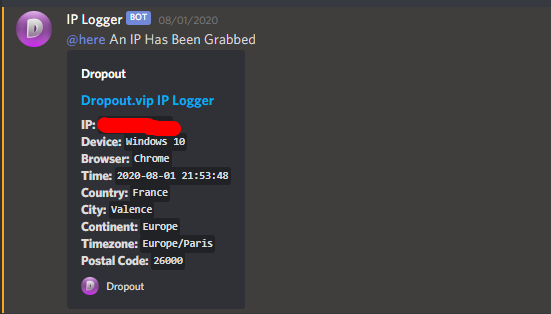 IP Logger BOT 08/01/2020
@here An IP Has Been Grabbed
Dropout
Dropout.vip IP Logger
IP:
Device: Windows 10
Browser: Chrome
Time: 2020-08-01 21:53:48
Country: France
City: Valence
Continent: Europe
Timezone: Europe/Paris
Postal Code: 26000
Dropout